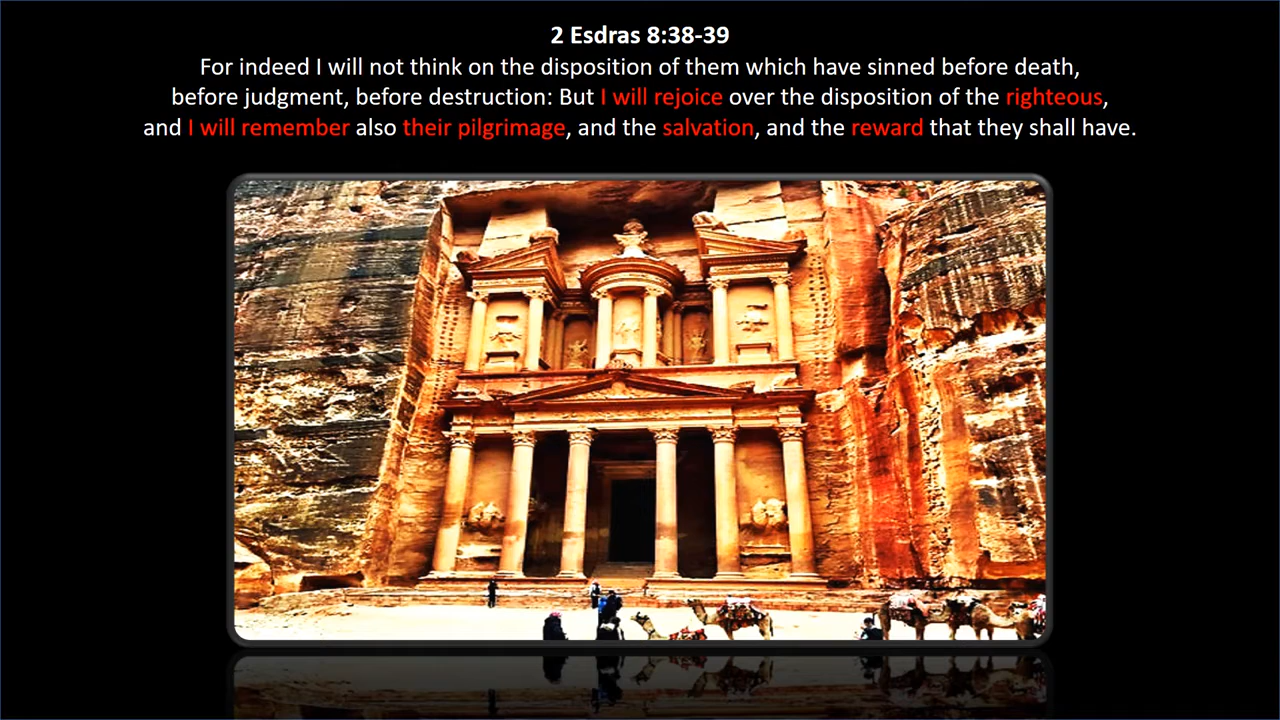 2 Esdras 8:38-39
For indeed I will not think on the disposition of them which have sinned before death,
before judgment, before destruction: But I will rejoice over the disposition of the righteous,
and I will remember also their pilgrimage, and the salvation, and the reward that they shall have.